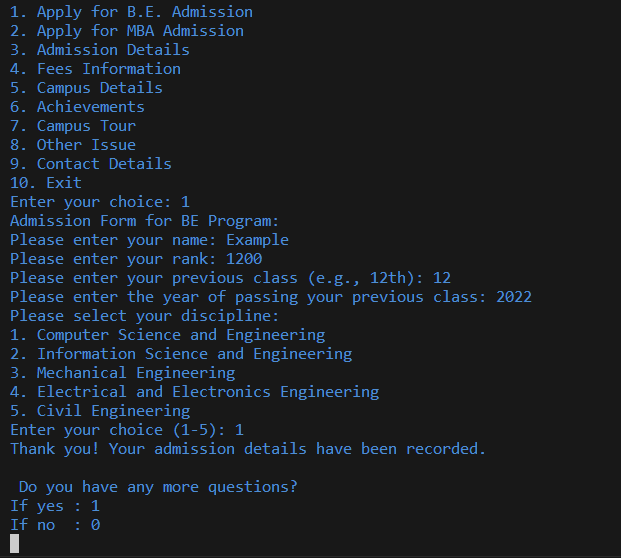 1. Apply for B.E. Admission
2. Apply for MBA Admission
3. Admission Details
4. Fees Information
5. Campus Details
6. Achievements
7. Campus Tour
8. Other Issue
9. Contact Details
10. Exit
Enter your choice: 1
Admission Form for BE Program:
Please enter your name: Example
Please enter your rank: 1200
Please enter your previous class (e.g., 12th): 12
Please enter the year of passing your previous class: 2022
Please select your discipline:
1. Computer Science and Engineering
2. Information Science and Engineering
3. Mechanical Engineering
4. Electrical and Electronics Engineering
5. Civil Engineering
Enter your choice (1-5): 1
Thank you! Your admission details have been recorded.
Do you have any more questions?
If yes : 1
If no  : 0